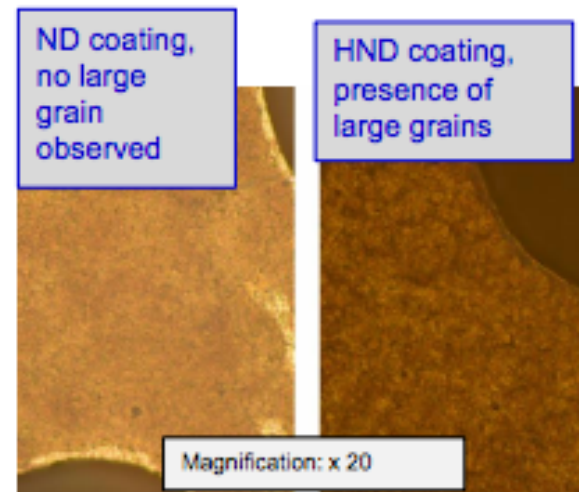 ND coating,
no large
grain
observed
HND coating,
presence of
large grains
Magnification: x 20